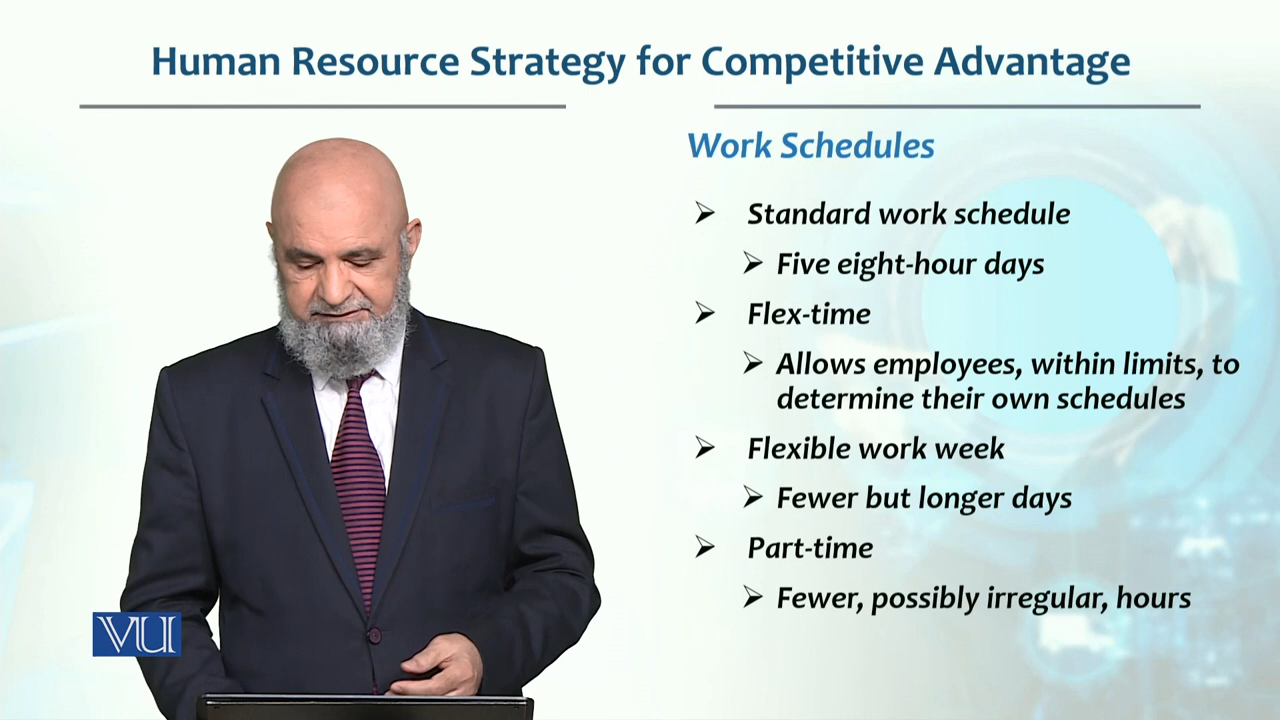 Human Resource Strategy for Competitive Advantage
Work Schedules
➢ Standard work schedule
➢ Five eight-hour days
➢ Flex-time
➢ Allows employees, within limits, to
determine their own schedules
➢ Flexible work week
➢ Fewer but longer days
➢ Part-time
➢ Fewer, possibly irregular, hours
VU